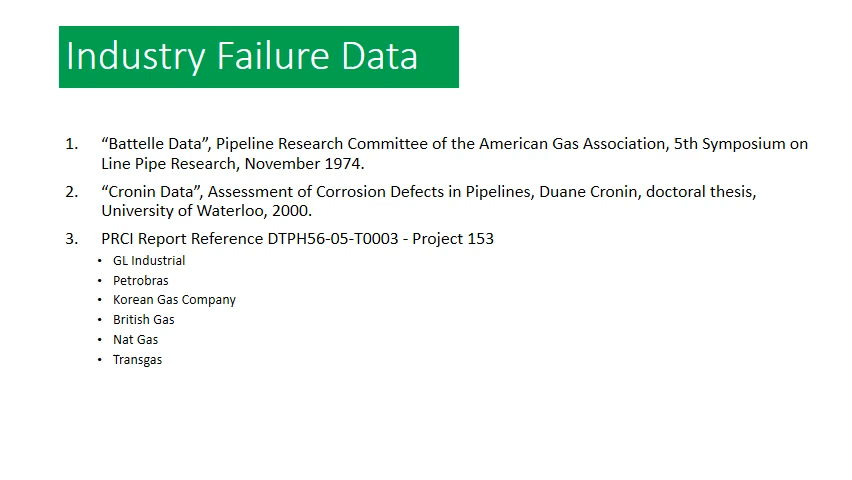 Industry Failure Data
1. “Battelle Data”, Pipeline Research Committee of the American Gas Association, 5th Symposium on
Line Pipe Research, November 1974.
2. “Cronin Data”, Assessment of Corrosion Defects in Pipelines, Duane Cronin, doctoral thesis,
University of Waterloo, 2000.
3. PRCI Report Reference DTPH56-05-T0003 - Project 153
• GL Industrial
• Petrobras
• Korean Gas Company
• British Gas
• Nat Gas
• Transgas